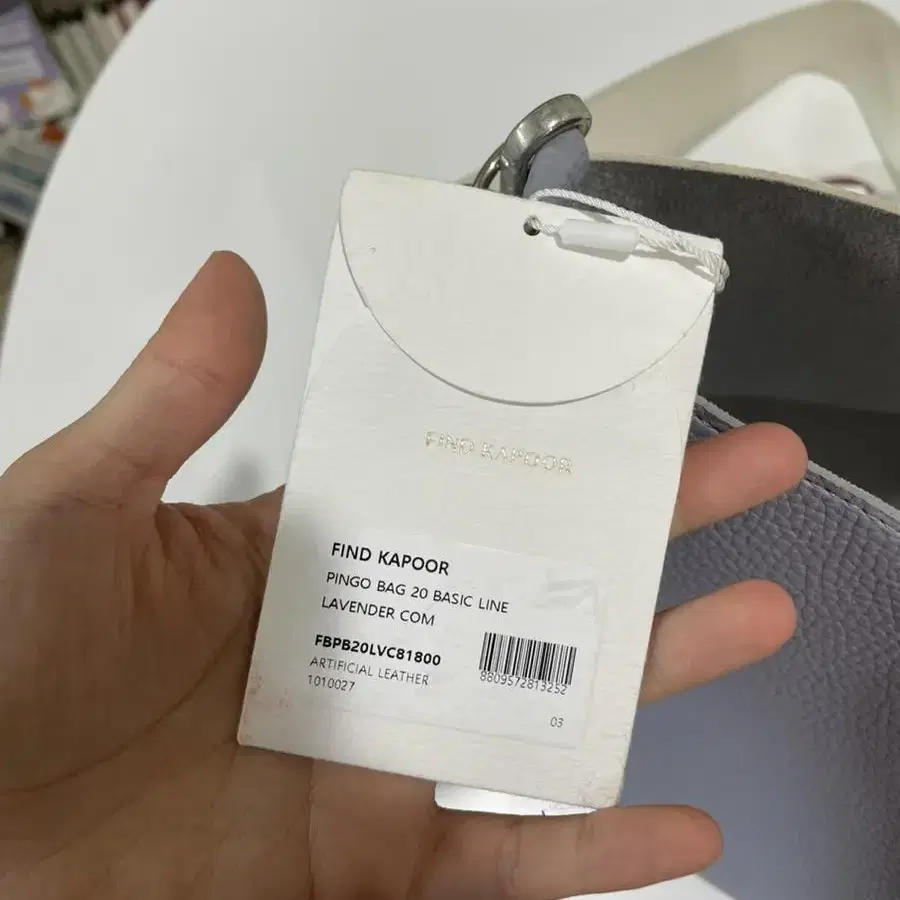 FIND KAPOOR
FIND KAPOOR
PINGO BAG 20 BASIC LINE
LAVENDER COM
FBPB20LVC81800
ARTIFICIAL LEATHER
1010027
8809572813252
03